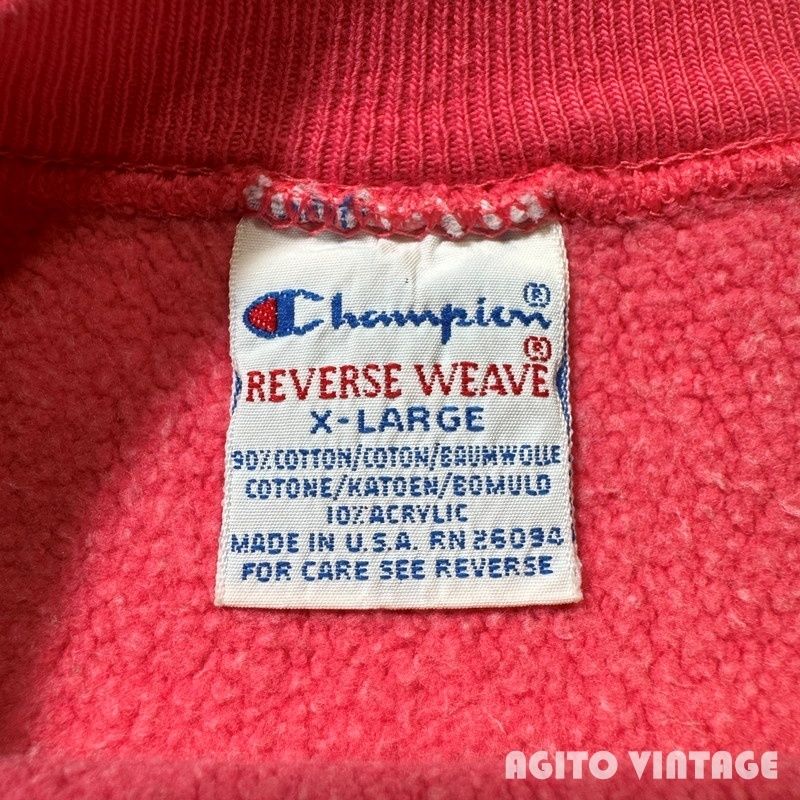 Champion®
REVERSE WEAVE®
X-LARGE
90% COTTON/COTON/BAUMWOLLE
COTONE/KATOEN/BOMULD
10% ACRYLIC
MADE IN U.S.A. RN 26094
FOR CARE SEE REVERSE
AGITO VINTAGE